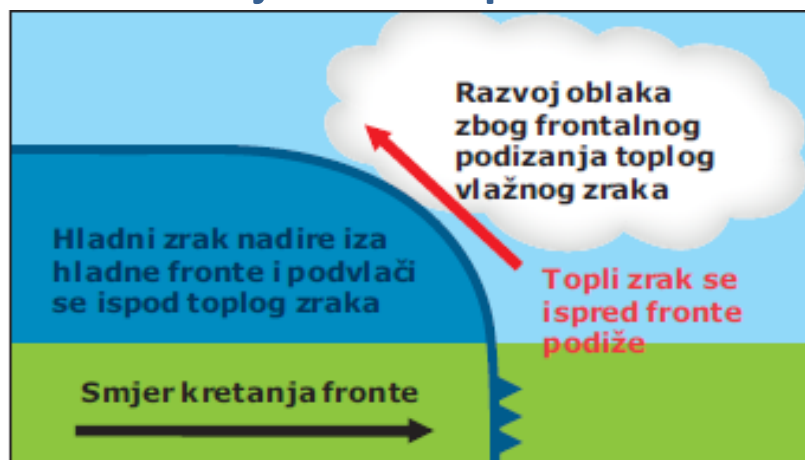 Razvoj oblaka
zbog frontalnog
podizanja toplog
vlažnog zraka
Hladni zrak nadire iza
hladne fronte i podvlači
se ispod toplog zraka
Topli zrak se
ispred fronte
podiže
Smjer kretanja fronte